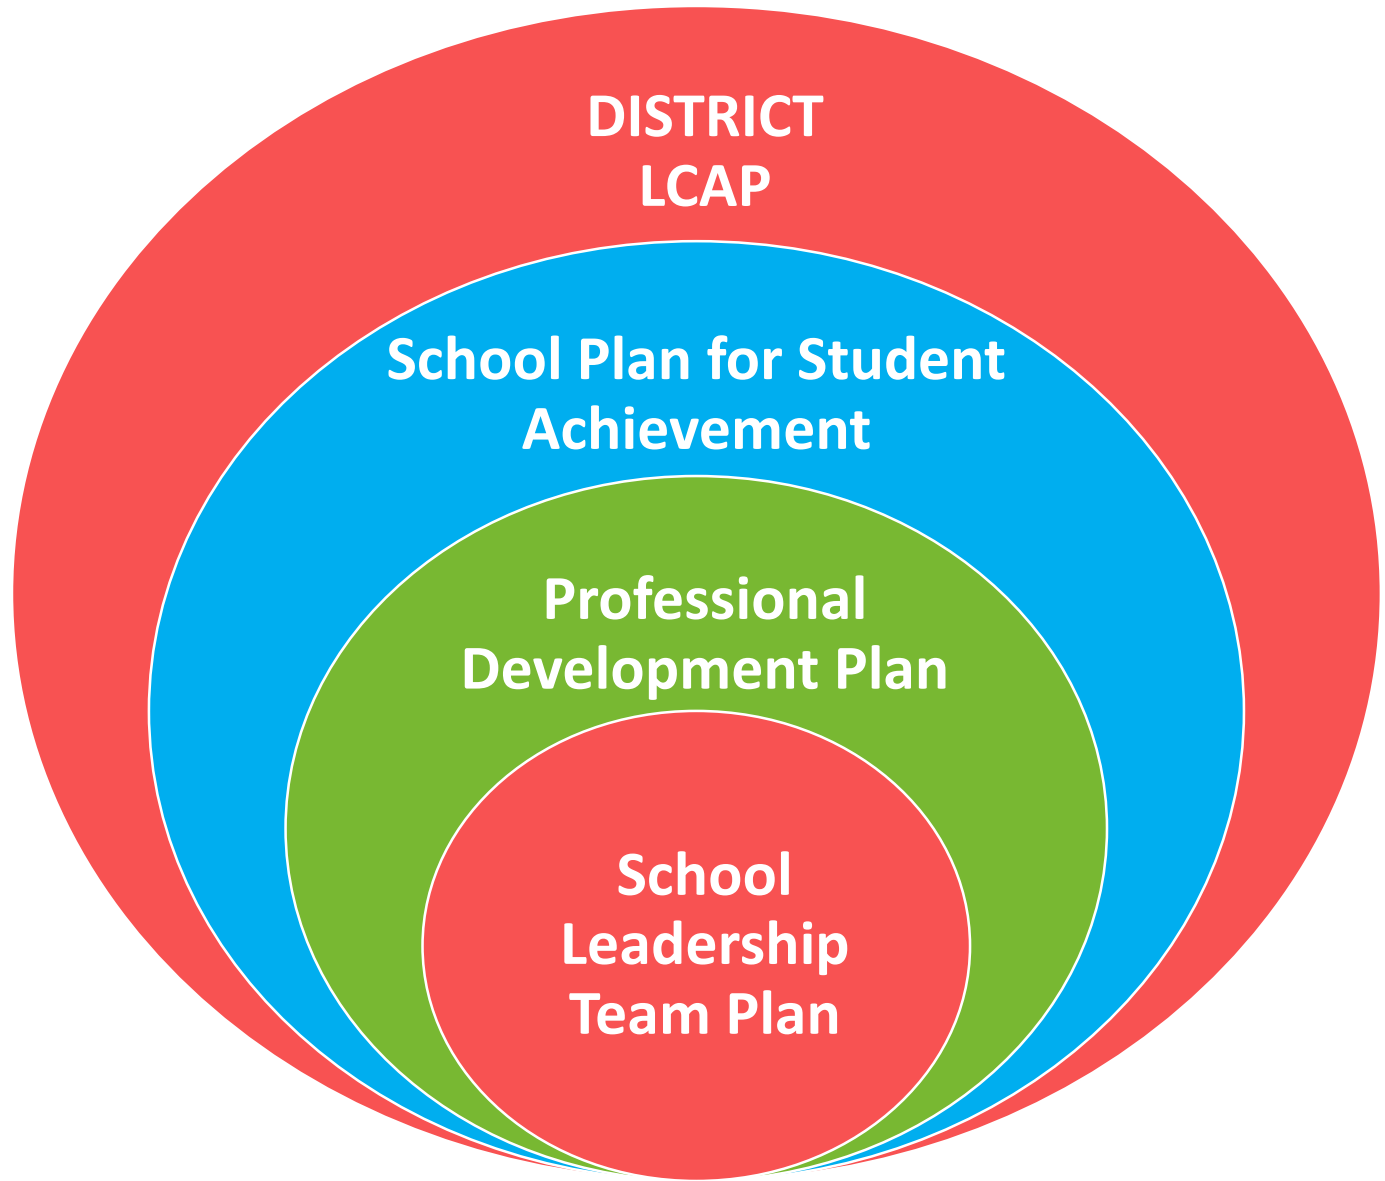 DISTRICT
LCAP
School Plan for Student
Achievement
Professional
Development Plan
School
Leadership
Team Plan